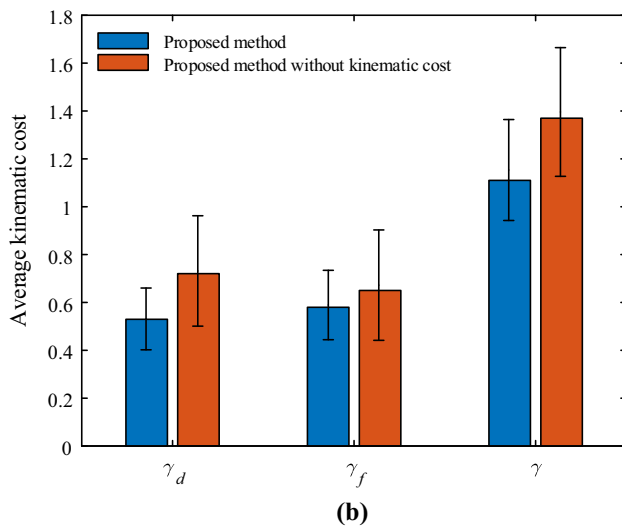 1.8
1.6
1.4
1.2
1
0.8
0.6
0.4
0.2
0
Average kinematic cost
Proposed method
Proposed method without kinematic cost
γd
γf
γ
(b)